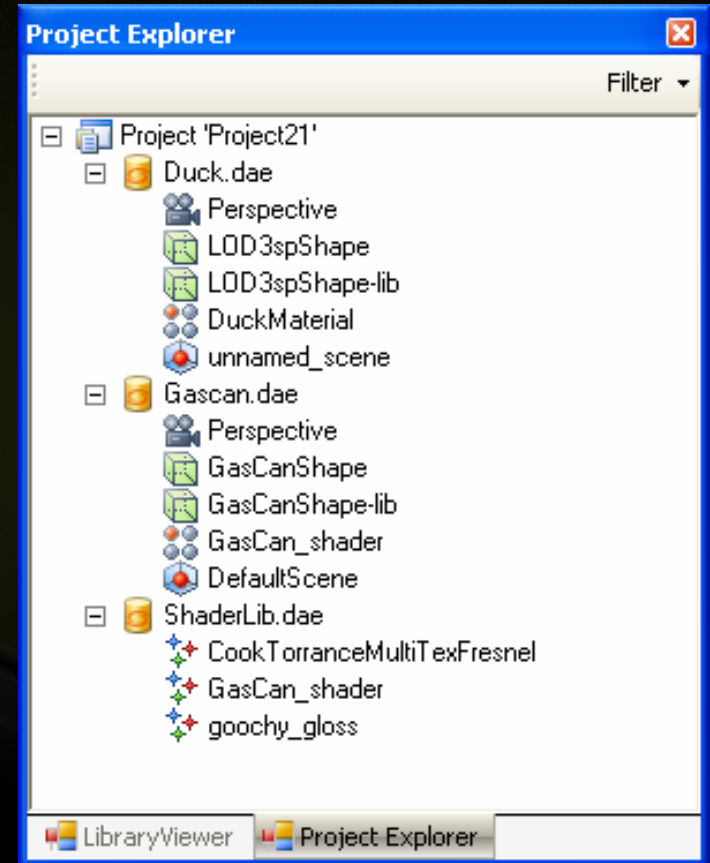 Project Explorer
Filter
Project 'Project21'
Duck.dae
Perspective
LOD3spShape
LOD3spShape-lib
DuckMaterial
unnamed_scene
Gascan.dae
Perspective
GasCanShape
GasCanShape-lib
GasCan_shader
DefaultScene
ShaderLib.dae
CookTorranceMultiTexFresnel
GasCan_shader
goochy_gloss
LibraryViewer Project Explorer